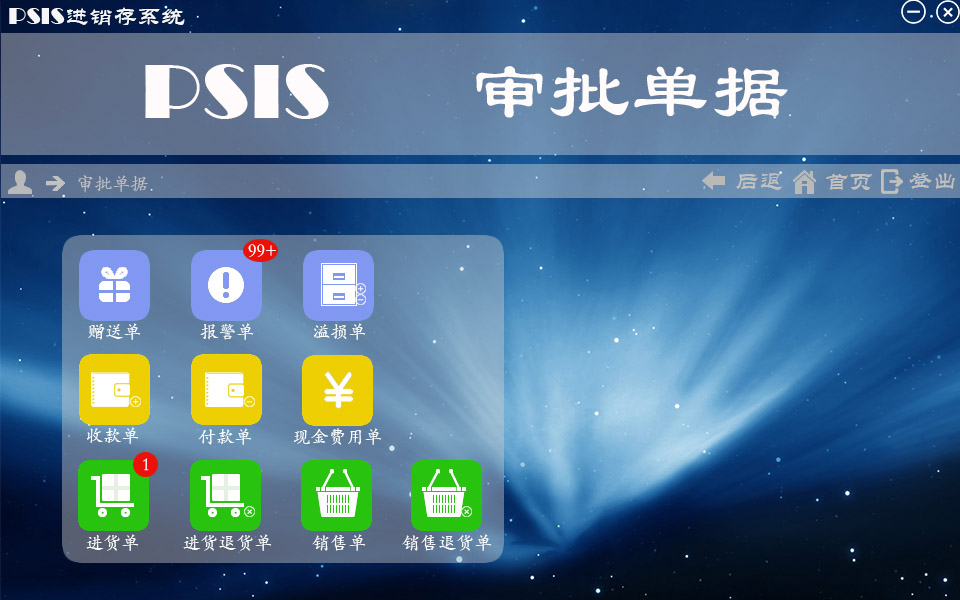 PSIS进销存系统
PSIS 审批单据
审批单据. 后退 首页 登出
99+
赠送单 报警单 溢损单
¥
收款单 付款单 现金费用单
1
进货单 进货退货单 销售单 销售退货单